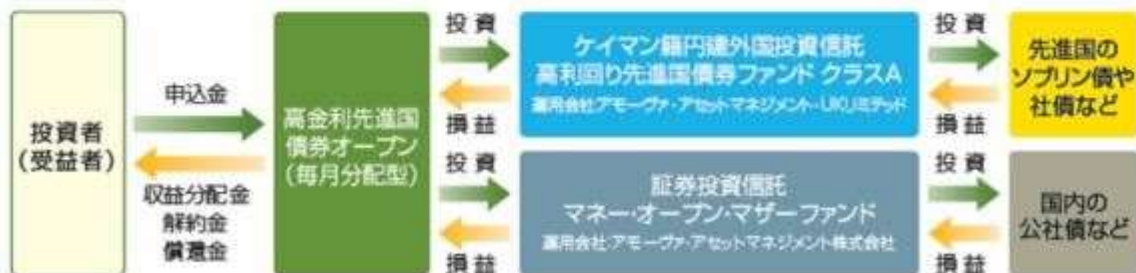 投資者
(受益者)
申込金
収益分配金
解約金
償還金
高金利先進国
債券オープン
(毎月分配型)
投資
損益
投資
損益
ケイマン籍円建外国投資信託
高利回り先進国債券ファンド クラスA
運用会社:アモーヴァ・アセットマネジメント・UKリミテッド
証券投資信託
マネー・オープン・マザーファンド
運用会社:アモーヴァ・アセットマネジメント株式会社
投資
損益
投資
損益
先進国の
ソブリン債や
社債など
国内の
公社債など